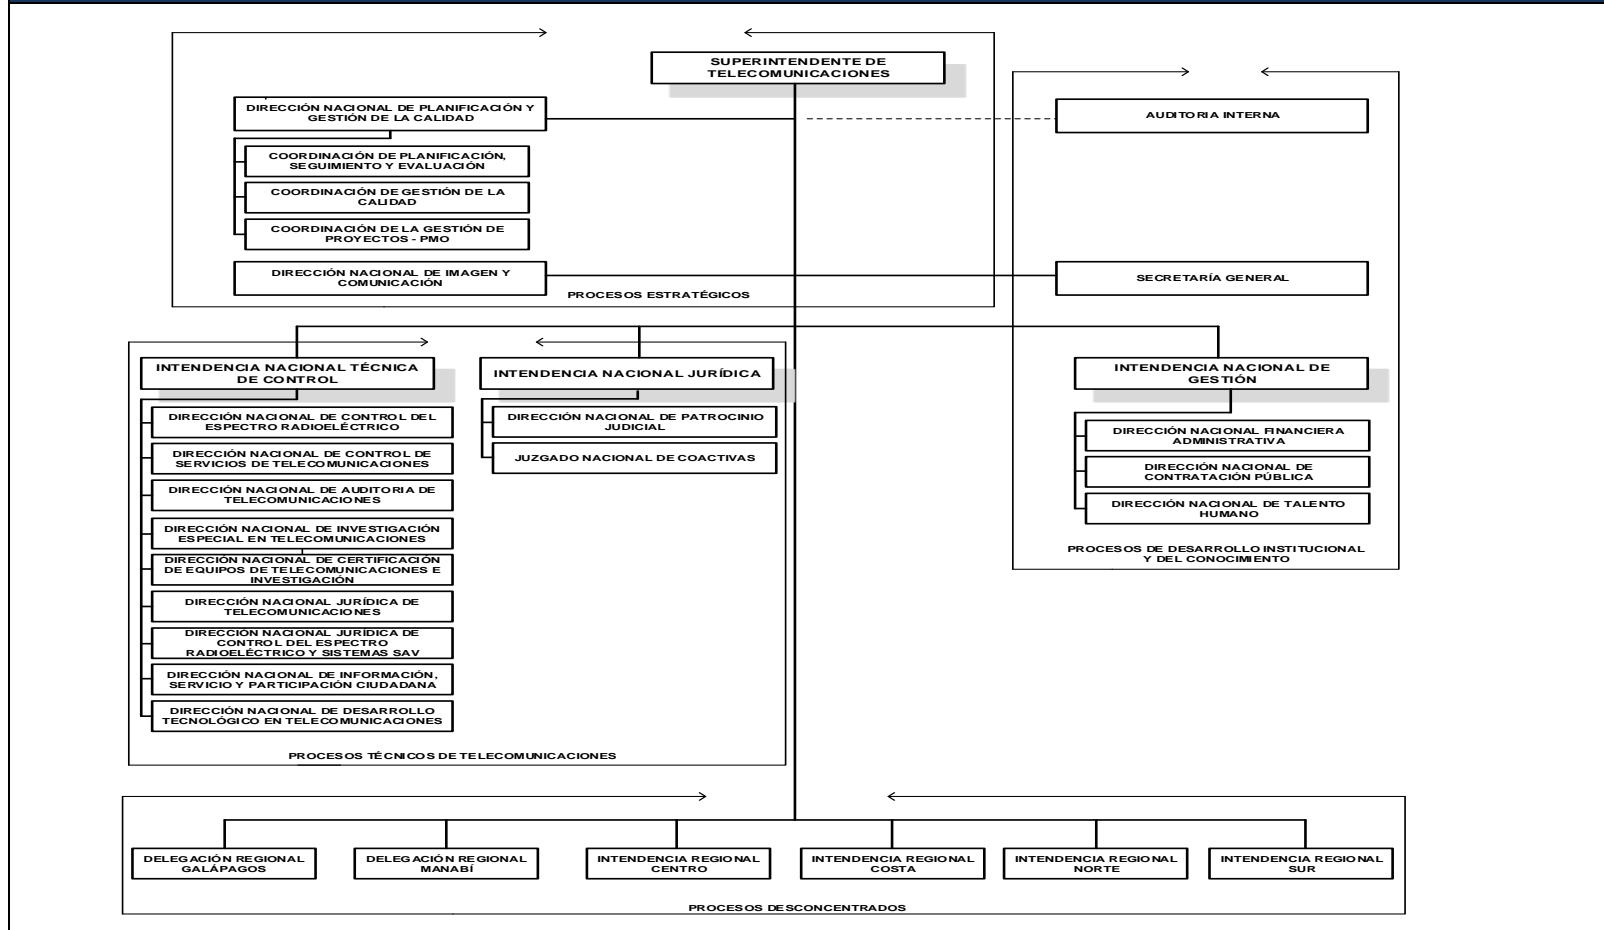 SUPERINTENDENTE DE
TELECOMUNICACIONES
DIRECCIÓN NACIONAL DE PLANIFICACIÓN Y
GESTIÓN DE LA CALIDAD
AUDITORIA INTERNA
COORDINACIÓN DE PLANIFICACIÓN,
SEGUIMIENTO Y EVALUACIÓN
COORDINACIÓN DE GESTIÓN DE LA
CALIDAD
COORDINACIÓN DE LA GESTIÓN DE
PROYECTOS - PMO
DIRECCIÓN NACIONAL DE IMAGEN Y
COMUNICACIÓN
SECRETARÍA GENERAL
PROCESOS ESTRATÉGICOS
INTENDENCIA NACIONAL TÉCNICA
DE CONTROL
DIRECCIÓN NACIONAL DE CONTROL DEL
ESPECTRO RADIOELÉCTRICO
DIRECCIÓN NACIONAL DE CONTROL DE
SERVICIOS DE TELECOMUNICACIONES
DIRECCIÓN NACIONAL DE AUDITORIA DE
TELECOMUNICACIONES
DIRECCIÓN NACIONAL DE INVESTIGACIÓN
ESPECIAL EN TELECOMUNICACIONES
DIRECCIÓN NACIONAL DE CERTIFICACIÓN
DE EQUIPOS DE TELECOMUNICACIONES E
INVESTIGACIÓN
DIRECCIÓN NACIONAL JURÍDICA DE
TELECOMUNICACIONES
DIRECCIÓN NACIONAL JURÍDICA DE
CONTROL DEL ESPECTRO
RADIOELÉCTRICO Y SISTEMAS SAV
DIRECCIÓN NACIONAL DE INFORMACIÓN,
SERVICIO Y PARTICIPACIÓN CIUDADANA
DIRECCIÓN NACIONAL DE DESARROLLO
TECNOLÓGICO EN TELECOMUNICACIONES
INTENDENCIA NACIONAL JURÍDICA
DIRECCIÓN NACIONAL DE PATROCINIO
JUDICIAL
JUZGADO NACIONAL DE COACTIVAS
PROCESOS TÉCNICOS DE TELECOMUNICACIONES
INTENDENCIA NACIONAL DE
GESTIÓN
DIRECCIÓN NACIONAL FINANCIERA
ADMINISTRATIVA
DIRECCIÓN NACIONAL DE
CONTRATACIÓN PÚBLICA
DIRECCIÓN NACIONAL DE TALENTO
HUMANO
PROCESOS DE DESARROLLO INSTITUCIONAL
Y DEL CONOCIMIENTO
DELEGACIÓN REGIONAL
GALÁPAGOS
DELEGACIÓN REGIONAL
MANABÍ
INTENDENCIA REGIONAL
CENTRO
INTENDENCIA REGIONAL
COSTA
INTENDENCIA REGIONAL
NORTE
INTENDENCIA REGIONAL
SUR
PROCESOS DESCONCENTRADOS